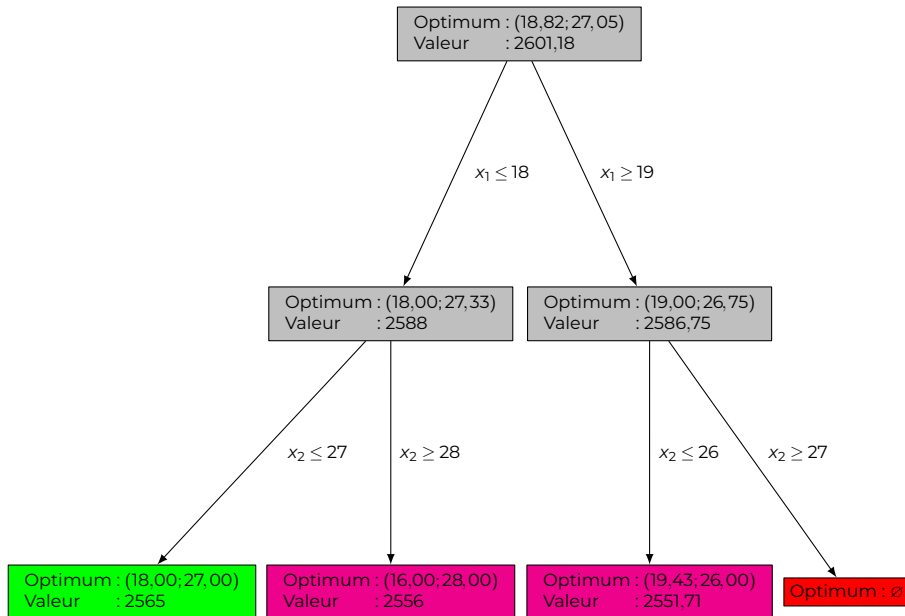 Optimum : (18,82; 27, 05)
Valeur : 2601,18
x₁ ≤ 18
x₁ ≥ 19
Optimum : (18,00; 27,33)
Valeur : 2588
Optimum : (19,00; 26,75)
Valeur : 2586,75
x₂ ≤ 27
x₂ ≥ 28
x₂ ≤ 26
x₂ ≥ 27
Optimum : (18,00; 27,00)
Valeur : 2565
Optimum : (16,00; 28,00)
Valeur : 2556
Optimum : (19,43; 26,00)
Valeur : 2551,71
Optimum : ∅